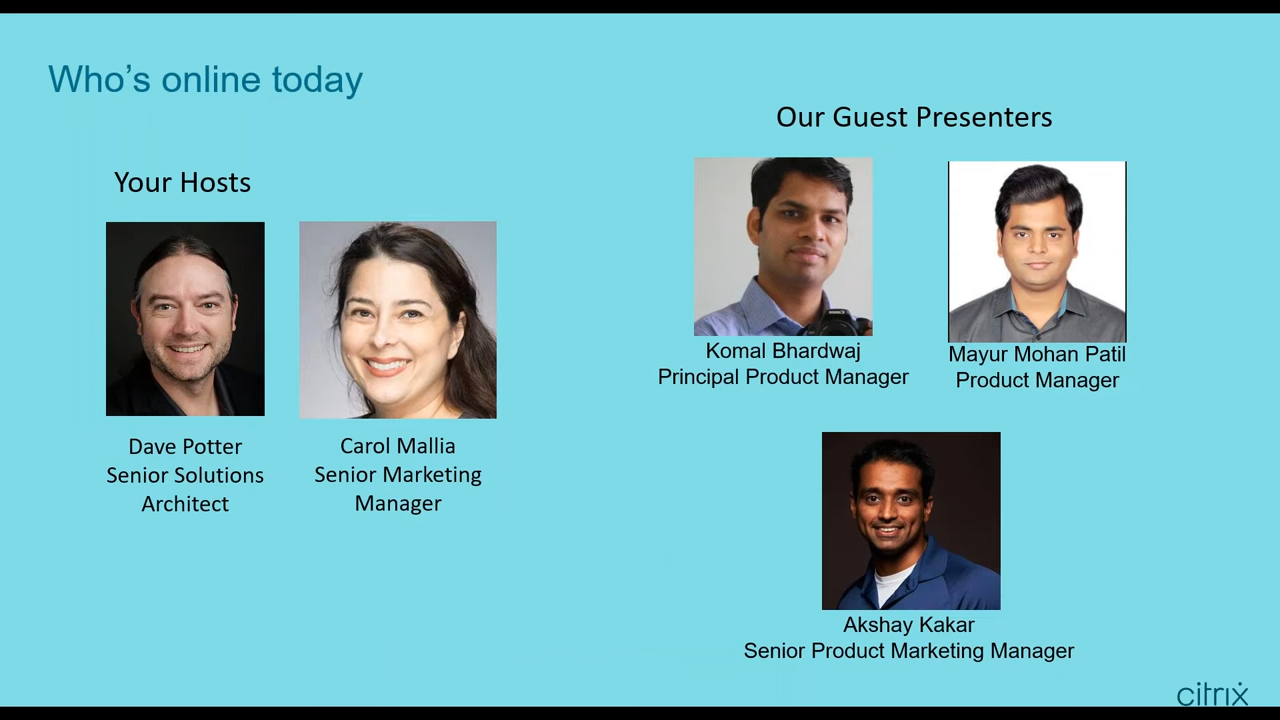 Who's online today
Your Hosts
Dave Potter
Senior Solutions
Architect
Carol Mallia
Senior Marketing
Manager
Our Guest Presenters
Komal Bhardwaj
Principal Product Manager
Mayur Mohan Patil
Product Manager
Akshay Kakar
Senior Product Marketing Manager
citrix